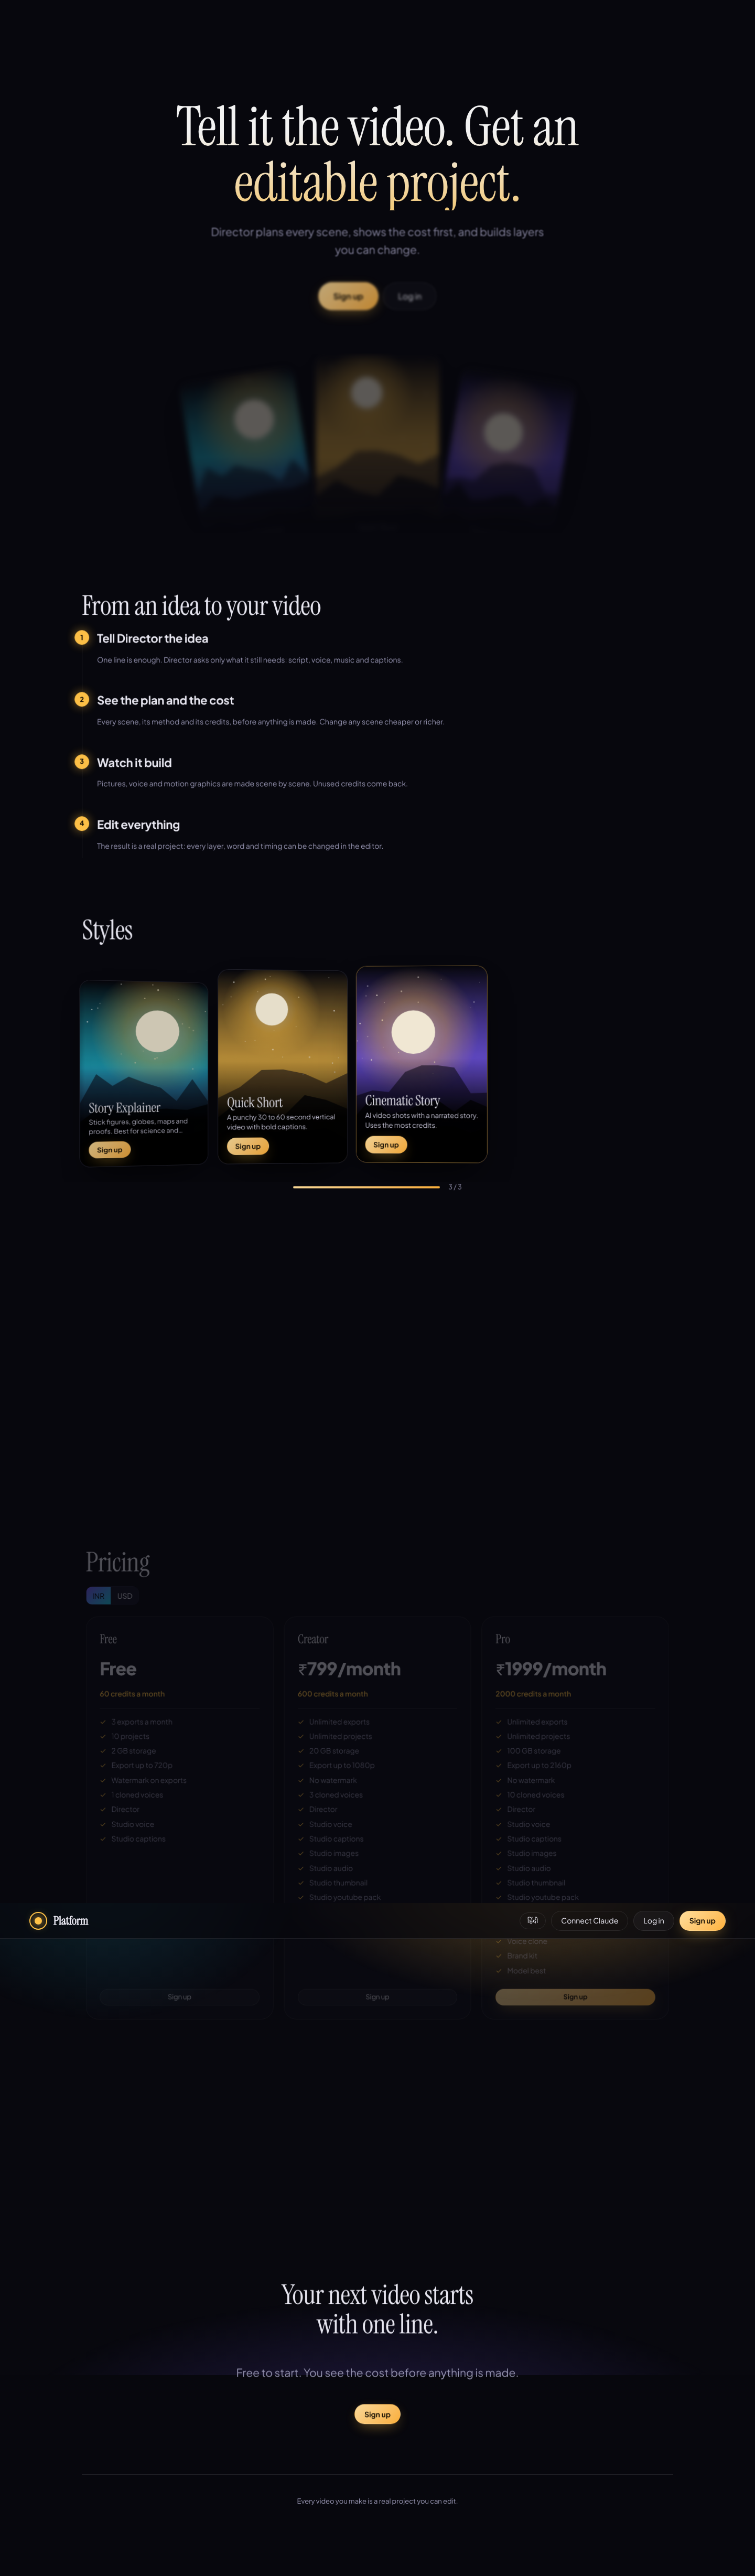 Tell it the video. Get an
editable project.
Director plans every scene, shows the cost first, and builds layers
you can change.
Sign up
Log in
From an idea to your video
1
Tell Director the idea
One line is enough. Director asks only what it still needs: script, voice, music and captions.
2
See the plan and the cost
Every scene, its method and its credits, before anything is made. Change any scene cheaper or richer.
3
Watch it build
Pictures, voice and motion graphics are made scene by scene. Unused credits come back.
4
Edit everything
The result is a real project: every layer, word and timing can be changed in the editor.
Styles
Story Explainer
Stick figures, globes, maps and
proofs. Best for science and...
Sign up
Quick Short
A punchy 30 to 60 second vertical
video with bold captions.
Sign up
Cinematic Story
AI video shots with a narrated story.
Uses the most credits.
Sign up
3 / 3
Pricing
INR
USD
Free
Free
60 credits a month
3 exports a month
10 projects
2 GB storage
Export up to 720p
Watermark on exports
1 cloned voices
Director
Studio voice
Studio captions
Sign up
Creator
₹799/month
600 credits a month
Unlimited exports
Unlimited projects
20 GB storage
Export up to 1080p
No watermark
3 cloned voices
Director
Studio voice
Studio captions
Studio images
Studio audio
Studio thumbnail
Studio youtube pack
Sign up
Pro
₹1999/month
2000 credits a month
Unlimited exports
Unlimited projects
100 GB storage
Export up to 2160p
No watermark
10 cloned voices
Director
Studio voice
Studio captions
Studio images
Studio audio
Studio thumbnail
Studio youtube pack
Voice clone
Brand kit
Model beat
Sign up
Platform
हिंदी
Connect Claude
Log in
Sign up
Your next video starts
with one line.
Free to start. You see the cost before anything is made.
Sign up
Every video you make is a real project you can edit.